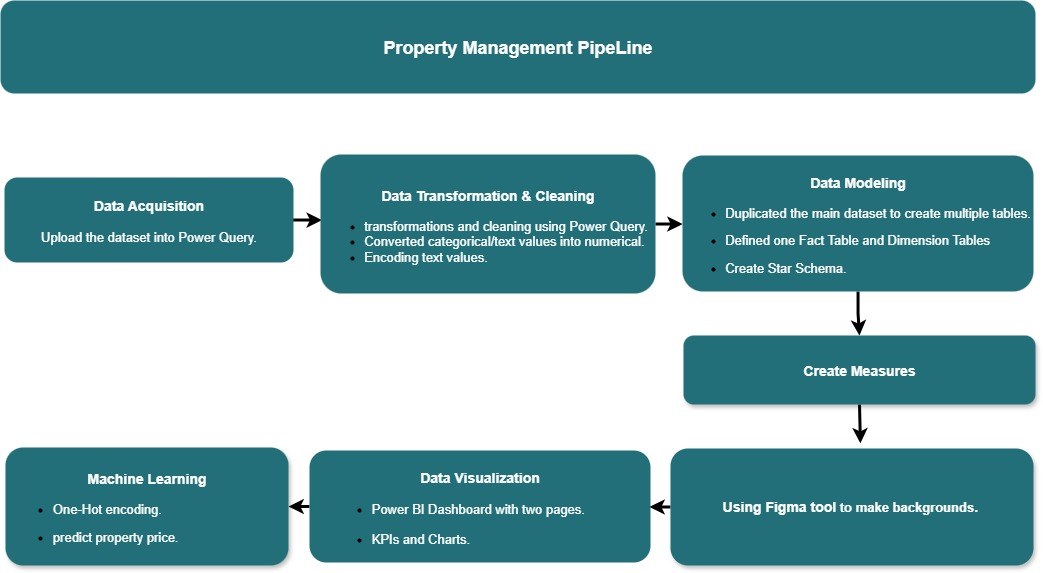 Property Management PipeLine
Data Acquisition
Upload the dataset into Power Query.
Data Transformation & Cleaning
transformations and cleaning using Power Query.
Converted categorical/text values into numerical.
Encoding text values.
Data Modeling
Duplicated the main dataset to create multiple tables.
Defined one Fact Table and Dimension Tables
Create Star Schema.
Create Measures
Using Figma tool to make backgrounds.
Data Visualization
Power BI Dashboard with two pages.
KPIs and Charts.
Machine Learning
One-Hot encoding.
predict property price.